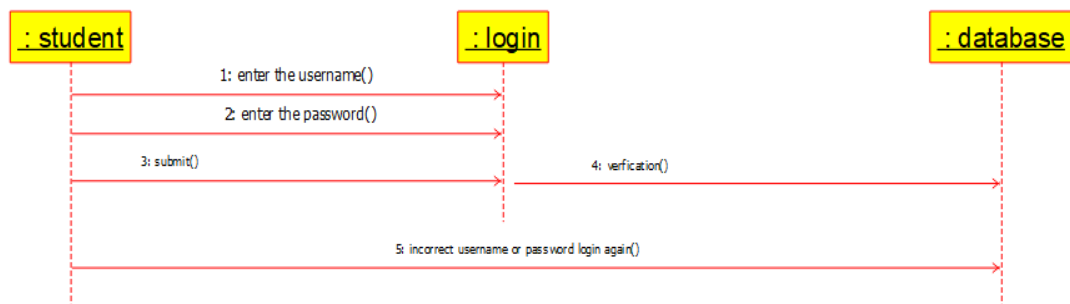 : student
: login
: database
1: enter the username()
2: enter the password()
3: submit()
4: verfication()
5: incorrect username or password login again()